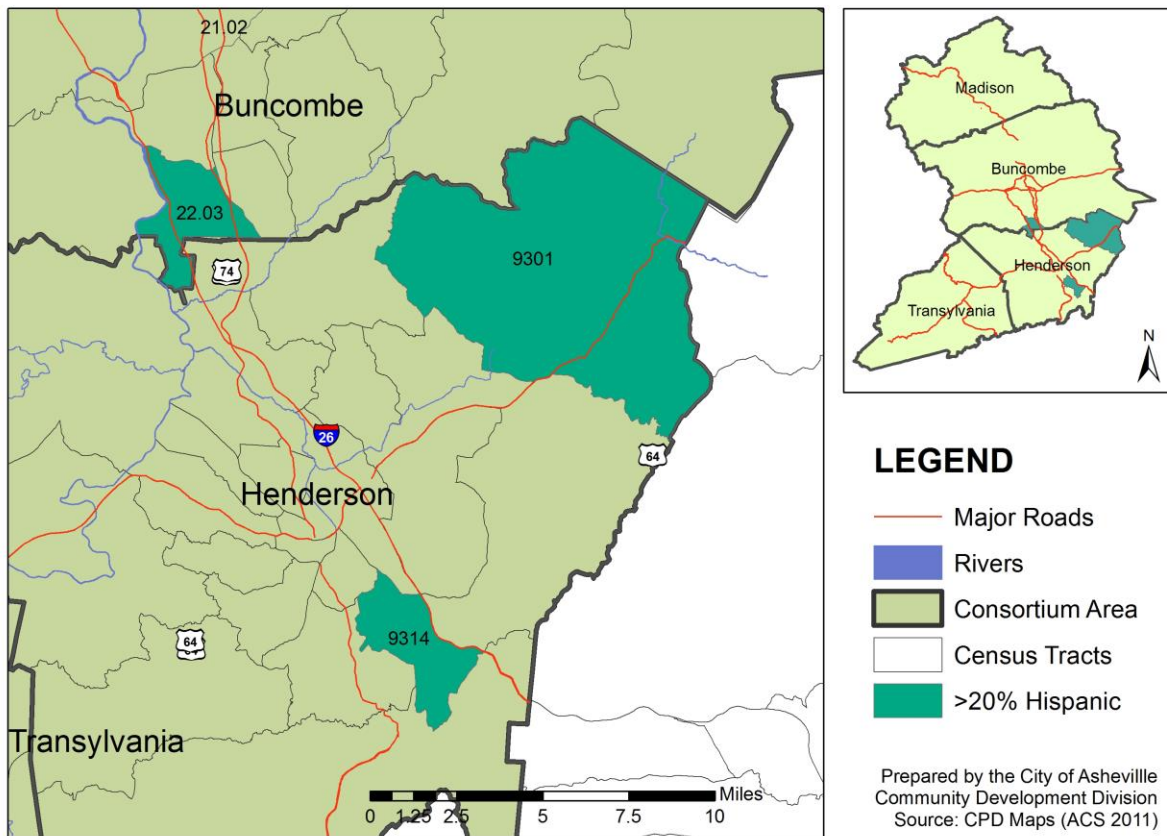 21.02
Buncombe
22.03
74
9301
26
64
Henderson
9314
64
Transylvania
Miles
0 1.25 2.5 5 7.5 10
Madison
Buncombe
Henderson
Transylvania
N
LEGEND
Major Roads
Rivers
Consortium Area
Census Tracts
>20% Hispanic
Prepared by the City of Ashevillle
Community Development Division
Source: CPD Maps (ACS 2011)